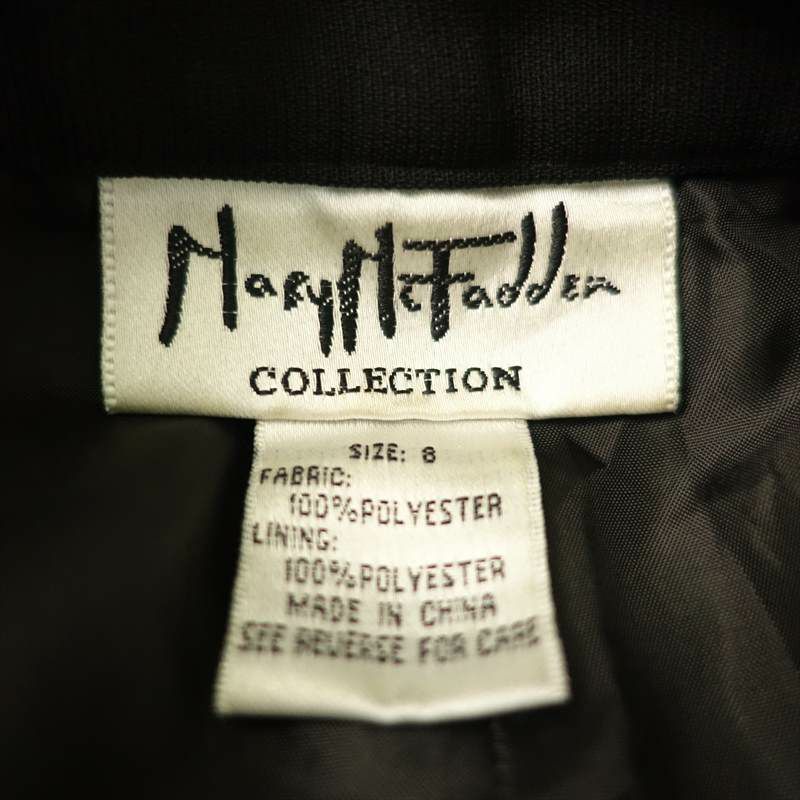 Mary McFadden
COLLECTION
SIZE: 8
FABRIC:
100%POLYESTER
LINING:
100%POLYESTER
MADE IN CHINA
SEE REVERSE FOR CARE